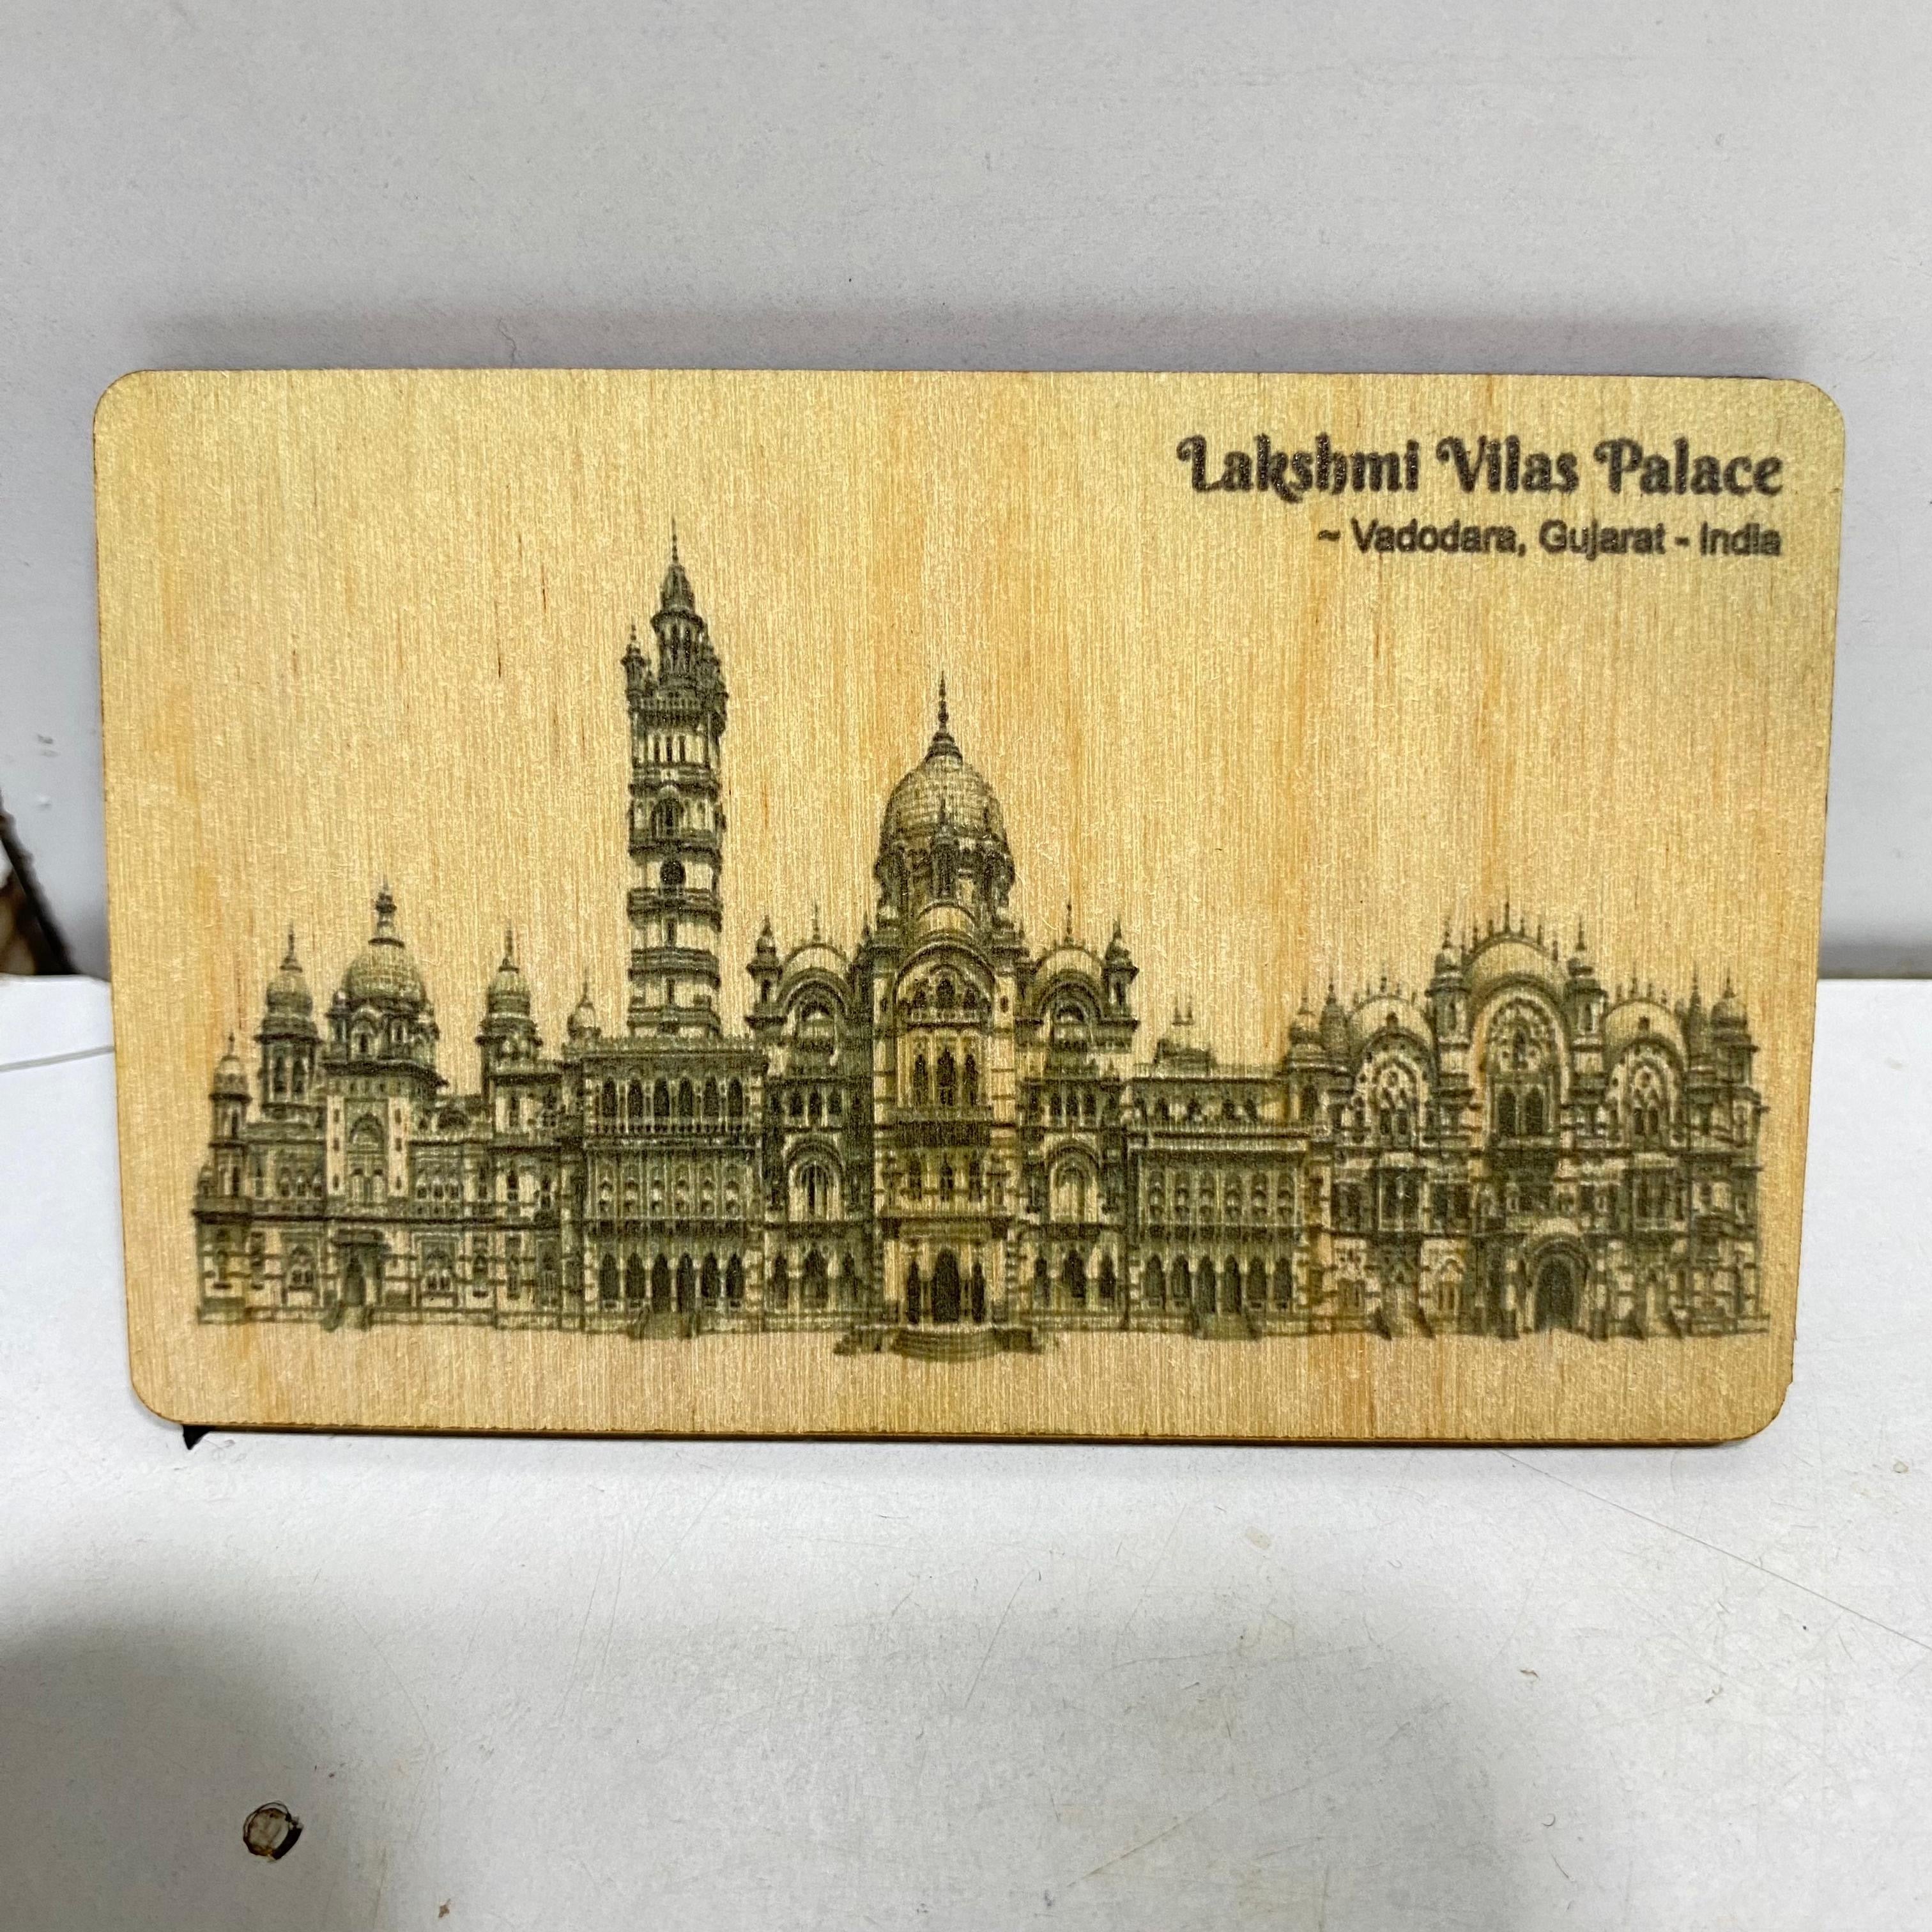 Lakshmi Vilas Palace
~ Vadodara, Gujarat - India